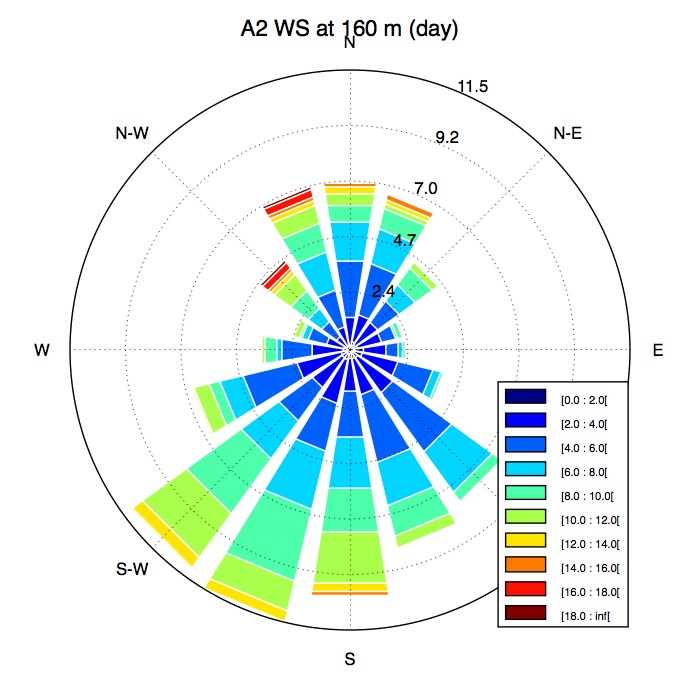 A2 WS at 160 m (day)
N
11.5
N-W
N-E
9.2
7.0
4.7
2.4
W
E
[0.0 : 2.0[
[2.0 : 4.0[
[4.0 : 6.0[
[6.0 : 8.0[
[8.0 : 10.0[
[10.0 : 12.0[
[12.0 : 14.0[
[14.0 : 16.0[
[16.0 : 18.0[
[18.0 : inf[
S-W
S